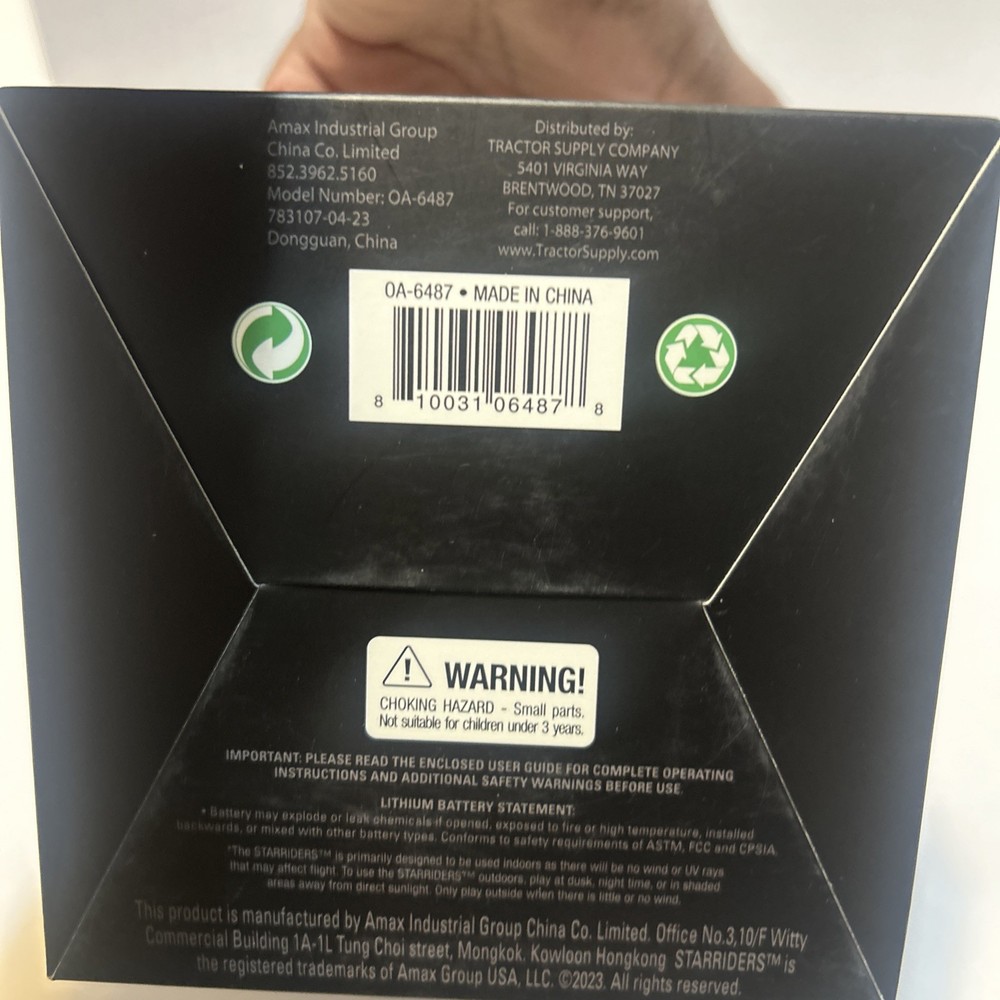 Amax Industrial Group
China Co. Limited
852.3962.5160
Model Number: OA-6487
783107-04-23
Dongguan, China
Distributed by:
TRACTOR SUPPLY COMPANY
5401 VIRGINIA WAY
BRENTWOOD, TN 37027
For customer support,
call: 1-888-376-9601
www.TractorSupply.com
OA-6487 • MADE IN CHINA
8 10031 06487 8
WARNING!
CHOKING HAZARD - Small parts.
Not suitable for children under 3 years.
IMPORTANT: PLEASE READ THE ENCLOSED USER GUIDE FOR COMPLETE OPERATING
INSTRUCTIONS AND ADDITIONAL SAFETY WARNINGS BEFORE USE.
LITHIUM BATTERY STATEMENT:
• Battery may explode or leak chemicals if opened, exposed to fire or high temperature, installed
backwards, or mixed with other battery types. Conforms to safety requirements of ASTM, FCC and CPSIA.
*The STARRIDERS™ is primarily designed to be used indoors as there will be no wind or UV rays
that may affect flight. To use the STARRIDERS™ outdoors, play at dusk, night time, or in shaded
areas away from direct sunlight. Only play outside when there is little or no wind.
This product is manufactured by Amax Industrial Group China Co. Limited. Office No.3,10/F Witty
Commercial Building 1A-1L Tung Choi street, Mongkok. Kowloon Hongkong STARRIDERS™ is
the registered trademarks of Amax Group USA, LLC. ©2023. All rights reserved.